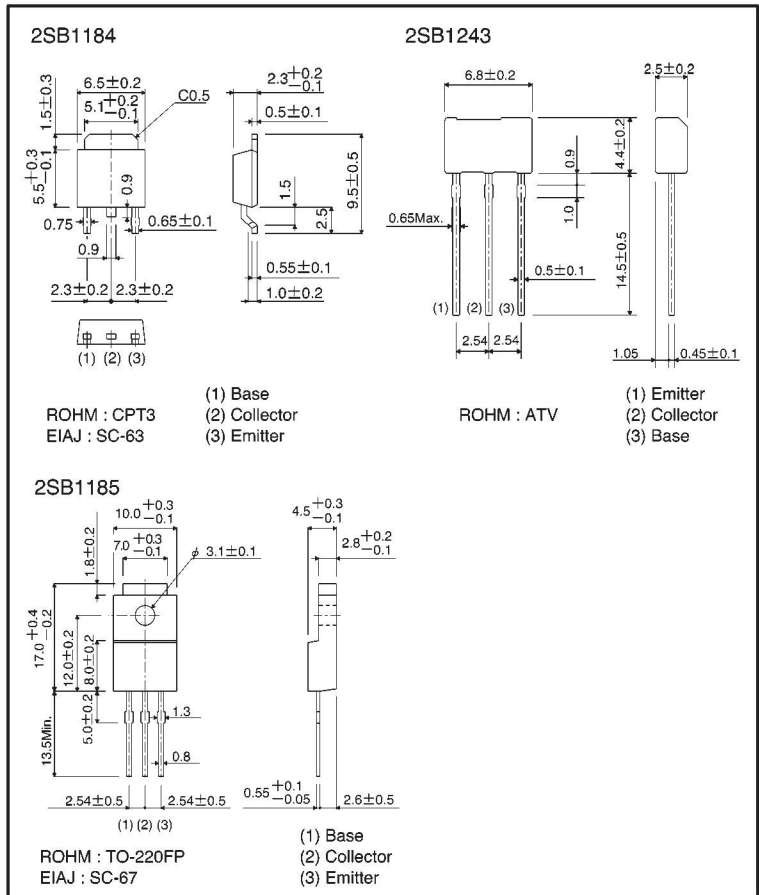 2SB1184
6.5±0.2
5.1 +0.2 −0.1
C0.5
1.5±0.3
5.5 +0.3 −0.1
0.9
0.75
0.65±0.1
0.9
2.3±0.2
2.3±0.2
(1) (2) (3)
2.3 +0.2 −0.1
0.5±0.1
1.5
2.5
9.5±0.5
0.55±0.1
1.0±0.2
ROHM : CPT3
EIAJ : SC-63
(1) Base
(2) Collector
(3) Emitter
2SB1243
6.8±0.2
2.5±0.2
4.4±0.2
0.9
1.0
0.65Max.
14.5±0.5
0.5±0.1
(1) (2) (3)
2.54 2.54
1.05
0.45±0.1
ROHM : ATV
(1) Emitter
(2) Collector
(3) Base
2SB1185
10.0 +0.3 −0.1
7.0 +0.3 −0.1
ϕ 3.1±0.1
1.8±0.2
17.0 +0.4 −0.2
12.0±0.2
8.0±0.2
5.0±0.2
13.5Min.
1.3
0.8
2.54±0.5
2.54±0.5
(1) (2) (3)
4.5 +0.3 −0.1
2.8 +0.2 −0.1
0.55 +0.1 −0.05
2.6±0.5
ROHM : TO-220FP
EIAJ : SC-67
(1) Base
(2) Collector
(3) Emitter